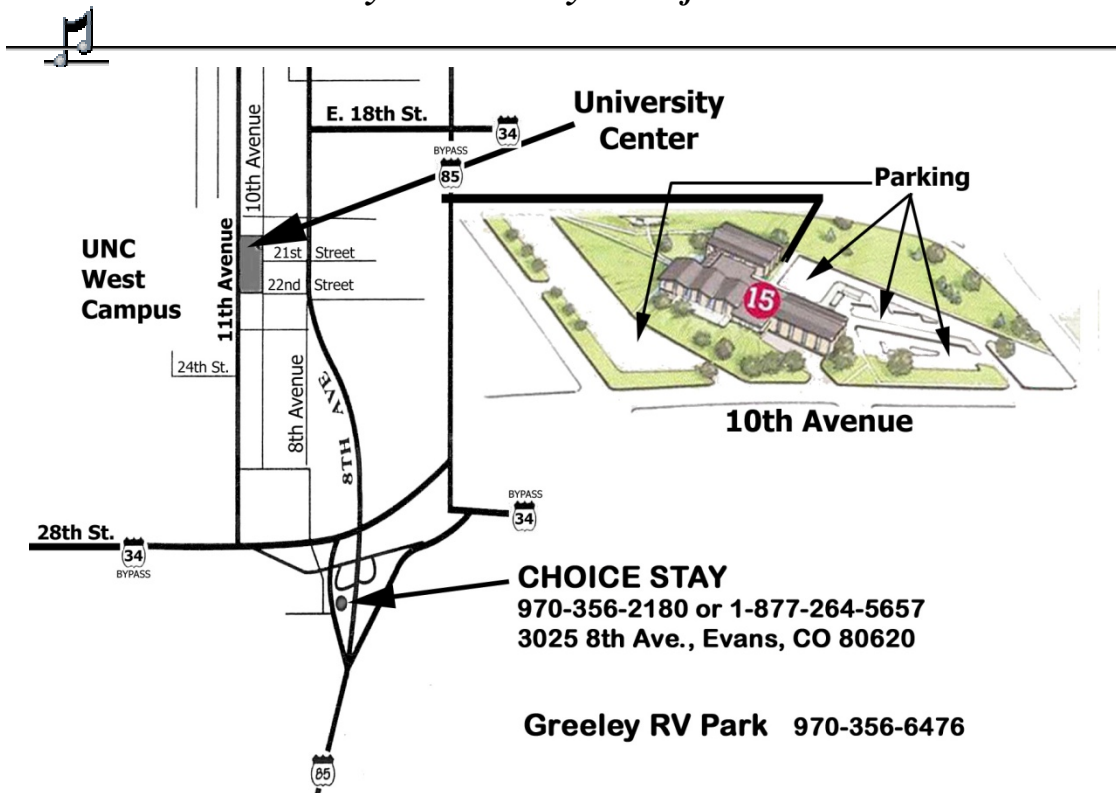 E. 18th St.
34
University
Center
BYPASS
85
10th Avenue
Parking
UNC
West
Campus
11th Avenue
21st Street
22nd Street
15
24th St.
8th Avenue
8TH AVE
10th Avenue
28th St.
34
BYPASS
BYPASS
34
CHOICE STAY
970-356-2180 or 1-877-264-5657
3025 8th Ave., Evans, CO 80620
Greeley RV Park 970-356-6476
85